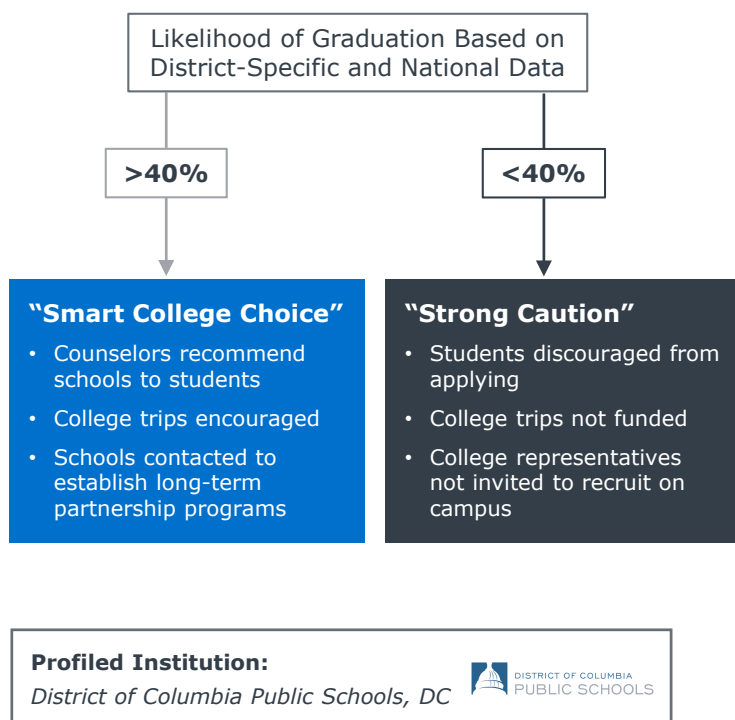 Likelihood of Graduation Based on
District-Specific and National Data
>40%
<40%
“Smart College Choice”
• Counselors recommend
schools to students
• College trips encouraged
• Schools contacted to
establish long-term
partnership programs
“Strong Caution”
• Students discouraged from
applying
• College trips not funded
• College representatives
not invited to recruit on
campus
Profiled Institution:
District of Columbia Public Schools, DC
DISTRICT OF COLUMBIA
PUBLIC SCHOOLS